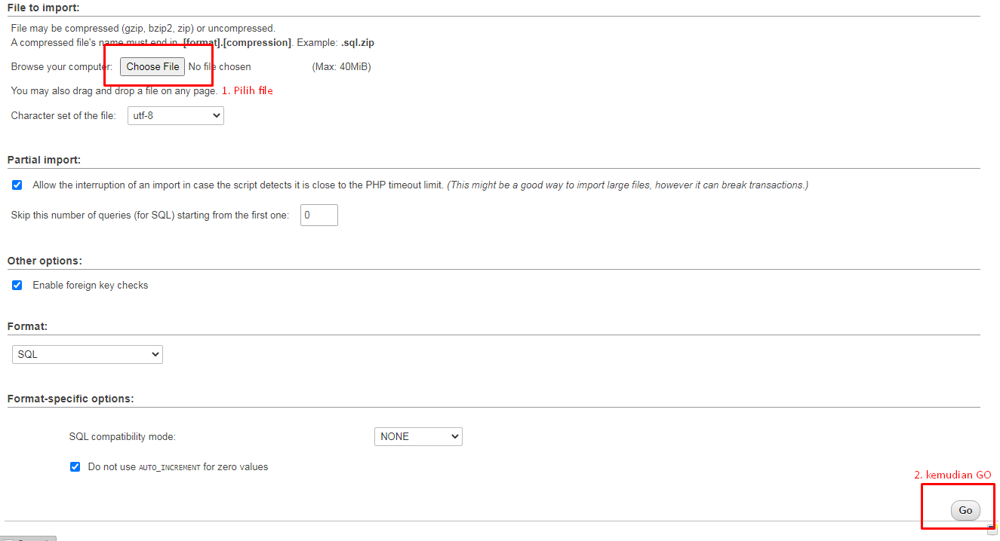 File to import:
File may be compressed (gzip, bzip2, zip) or uncompressed.
A compressed file's name must end in .[format].[compression]. Example: .sql.zip
Browse your computer: Choose File No file chosen (Max: 40MiB)
You may also drag and drop a file on any page. 1. Pilih file
Character set of the file: utf-8
Partial import:
Allow the interruption of an import in case the script detects it is close to the PHP timeout limit. (This might be a good way to import large files, however it can break transactions.)
Skip this number of queries (for SQL) starting from the first one: 0
Other options:
Enable foreign key checks
Format:
SQL
Format-specific options:
SQL compatibility mode: NONE
Do not use AUTO_INCREMENT for zero values
2. kemudian GO
Go